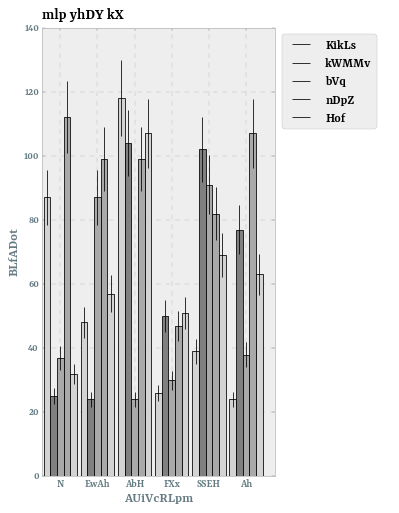 mlp yhDY kX
BLfADot
140
120
100
80
60
40
20
0
N EwAh AbH FXx SSEH Ah
AUiVcRLpm
KikLs
kWMMv
bVq
nDpZ
Hof